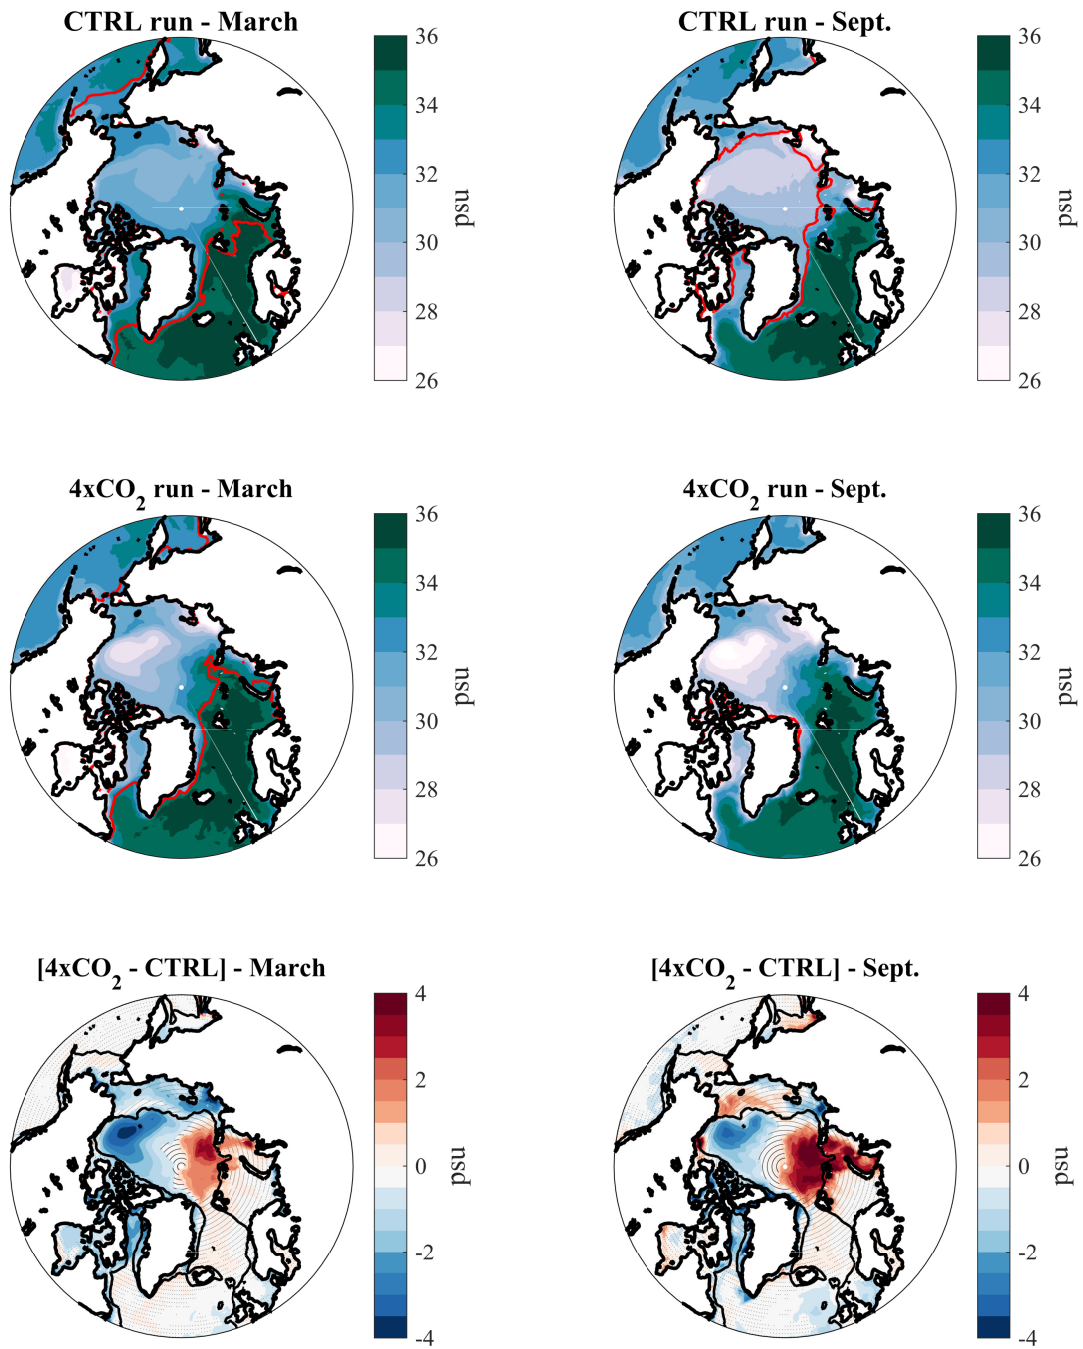 CTRL run - March
CTRL run - Sept.
36
34
32
30
28
26
psu
36
34
32
30
28
26
psu
4xCO2 run - March
4xCO2 run - Sept.
36
34
32
30
28
26
psu
36
34
32
30
28
26
psu
[4xCO2 - CTRL] - March
[4xCO2 - CTRL] - Sept.
4
2
0
-2
-4
psu
4
2
0
-2
-4
psu